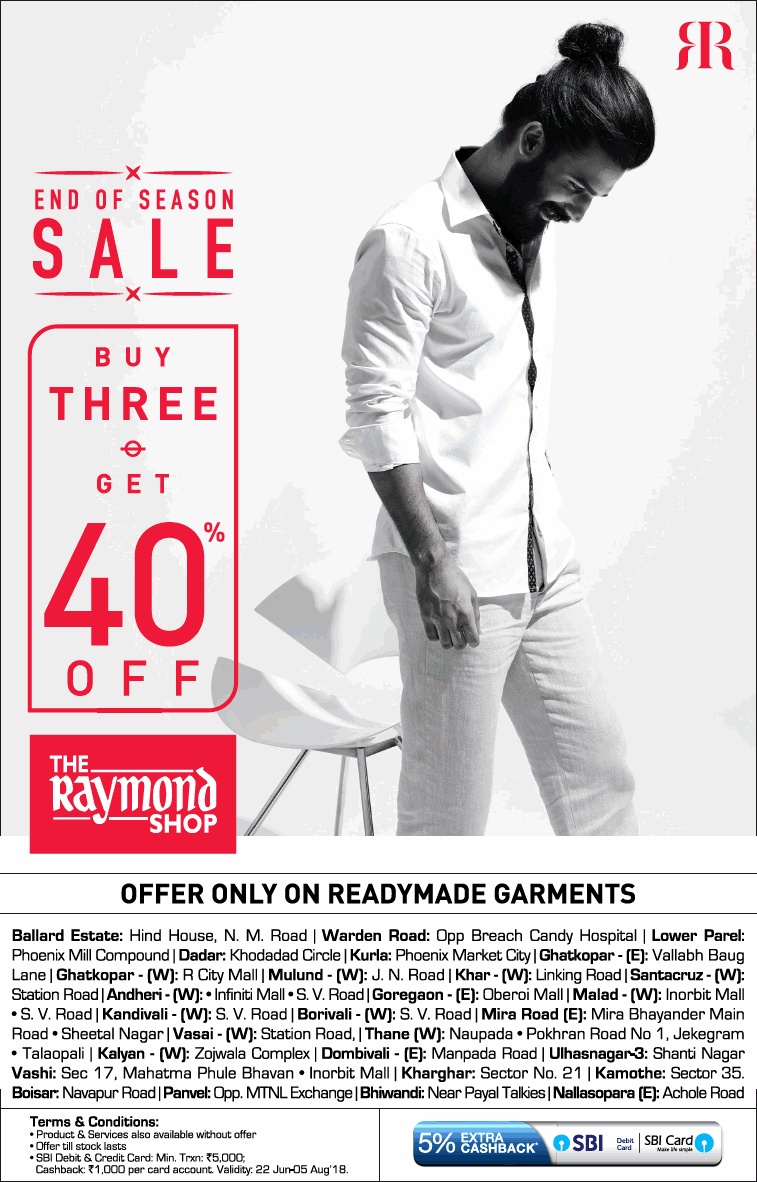 RR
END OF SEASON
SALE
BUY
THREE
GET
40%
OFF
THE
Raymond
SHOP
OFFER ONLY ON READYMADE GARMENTS
Ballard Estate: Hind House, N. M. Road | Warden Road: Opp Breach Candy Hospital | Lower Parel:
Phoenix Mill Compound | Dadar: Khodadad Circle | Kurla: Phoenix Market City | Ghatkopar - (E): Vallabh Baug
Lane | Ghatkopar - (W): R City Mall | Mulund - (W): J. N. Road | Khar - (W): Linking Road | Santacruz - (W):
Station Road | Andheri - (W): • Infiniti Mall • S. V. Road | Goregaon - (E): Oberoi Mall | Malad - (W): Inorbit Mall
• S. V. Road | Kandivali - (W): S. V. Road | Borivali - (W): S. V. Road | Mira Road (E): Mira Bhayander Main
Road • Sheetal Nagar | Vasai - (W): Station Road, | Thane (W): Naupada • Pokhran Road No 1, Jekegram
• Talaopali | Kalyan - (W): Zojwala Complex | Dombivali - (E): Manpada Road | Ulhasnagar-3: Shanti Nagar
Vashi: Sec 17, Mahatma Phule Bhavan • Inorbit Mall | Kharghar: Sector No. 21 | Kamothe: Sector 35.
Boisar: Navapur Road | Panvel: Opp. MTNL Exchange | Bhiwandi: Near Payal Talkies | Nallasopara (E): Achole Road
Terms & Conditions:
• Product & Services also available without offer
• Offer till stock lasts
• SBI Debit & Credit Card: Min. Trxn: ₹5,000;
Cashback: ₹1,000 per card account. Validity: 22 Jun-05 Aug'18.
5% EXTRA CASHBACK*
SBI Debit Card | SBI Card
Make life simple